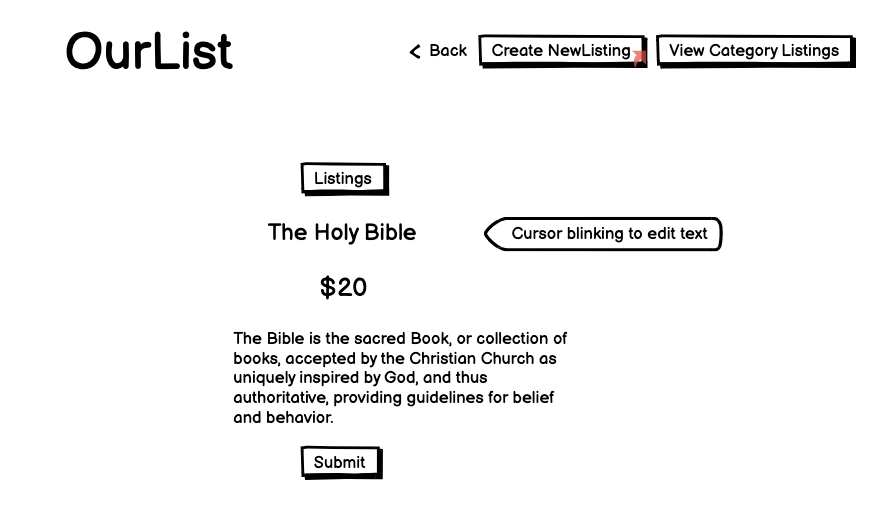 OurList
Back
Create NewListing
View Category Listings
Listings
The Holy Bible
Cursor blinking to edit text
$20
The Bible is the sacred Book, or collection of
books, accepted by the Christian Church as
uniquely inspired by God, and thus
authoritative, providing guidelines for belief
and behavior.
Submit